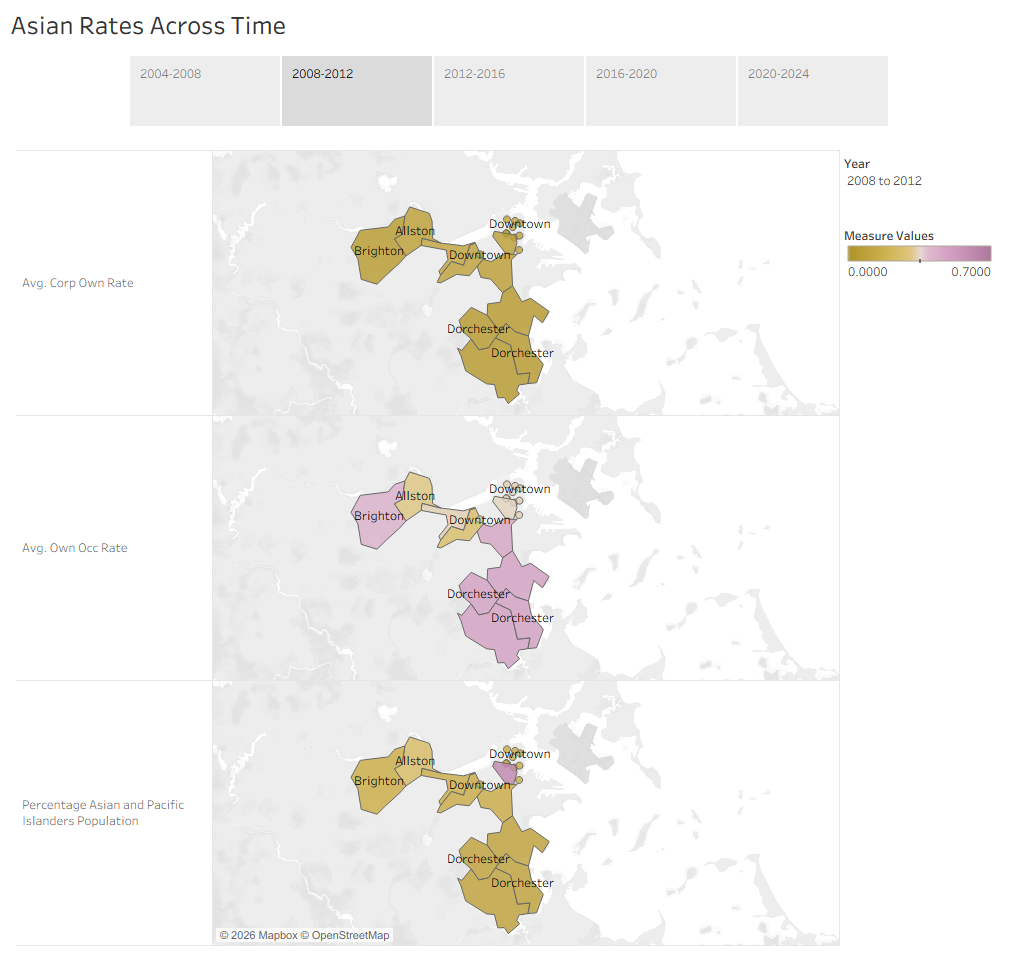 Asian Rates Across Time
2004-2008
2008-2012
2012-2016
2016-2020
2020-2024
Year
2008 to 2012
Measure Values
0.0000
0.7000
Avg. Corp Own Rate
Downtown
Allston
Brighton
Downtown
Dorchester
Dorchester
Avg. Own Occ Rate
Downtown
Allston
Brighton
Downtown
Dorchester
Dorchester
Percentage Asian and Pacific
Islanders Population
Downtown
Allston
Brighton
Downtown
Dorchester
Dorchester
© 2026 Mapbox © OpenStreetMap